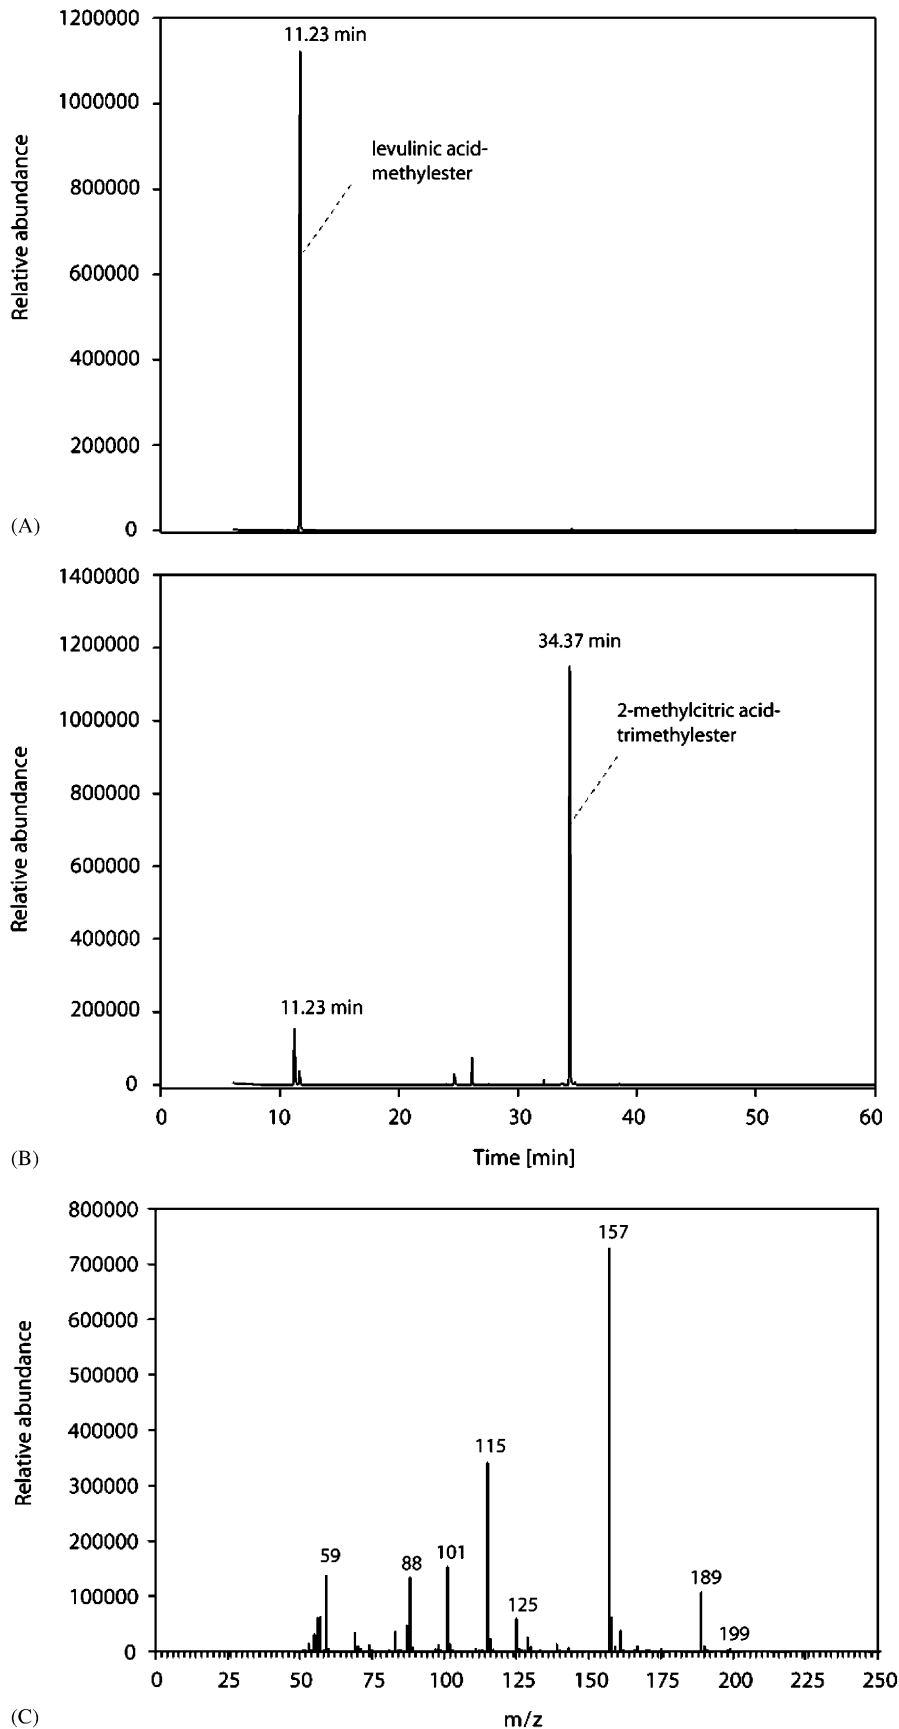 1200000
11.23 min
1000000
levulinic acid-
methylester
800000
Relative abundance
600000
400000
200000
0
(A)
1400000
1200000
34.37 min
1000000
2-methylcitric acid-
trimethylester
800000
Relative abundance
600000
400000
200000
11.23 min
0
0 10 20 30 40 50 60
Time [min]
(B)
800000
157
700000
600000
500000
Relative abundance
400000
115
300000
200000
59 88 101
100000
125
189
199
0
0 25 50 75 100 125 150 175 200 225 250
(C)
m/z